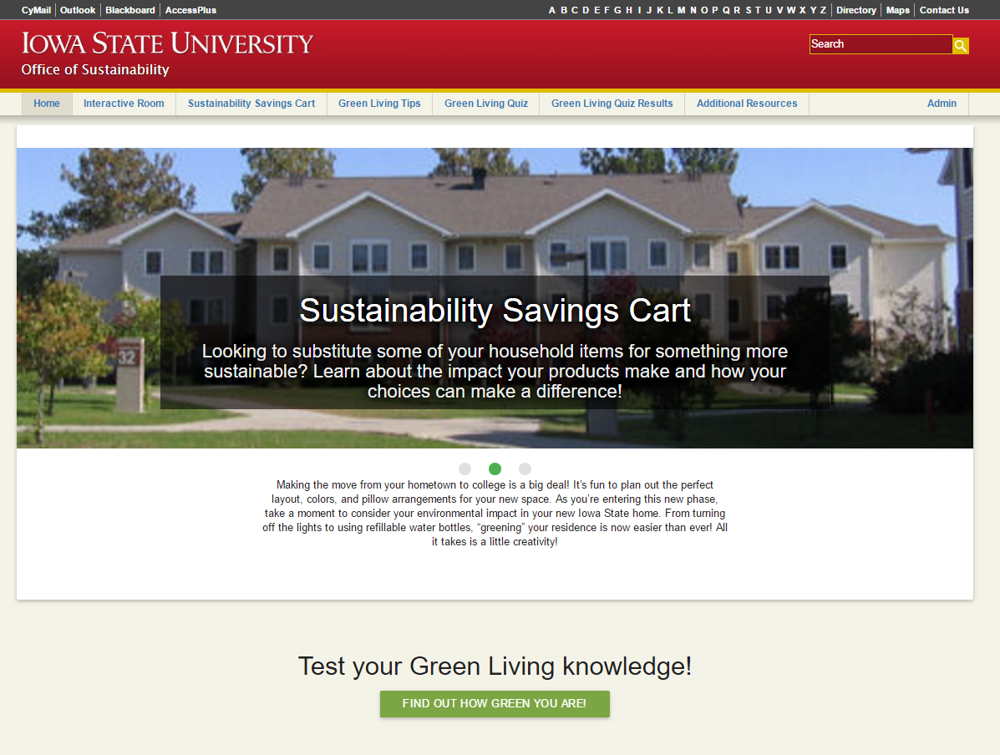 CyMail Outlook Blackboard AccessPlus A B C D E F G H I J K L M N O P Q R S T U V W X Y Z Directory Maps Contact Us
IOWA STATE UNIVERSITY
Search
Office of Sustainability
Home Interactive Room Sustainability Savings Cart Green Living Tips Green Living Quiz Green Living Quiz Results Additional Resources Admin
32
Sustainability Savings Cart
Looking to substitute some of your household items for something more
sustainable? Learn about the impact your products make and how your
choices can make a difference!
Making the move from your hometown to college is a big deal! It’s fun to plan out the perfect
layout, colors, and pillow arrangements for your new space. As you’re entering this new phase,
take a moment to consider your environmental impact in your new Iowa State home. From turning
off the lights to using refillable water bottles, “greening” your residence is now easier than ever! All
it takes is a little creativity!
Test your Green Living knowledge!
FIND OUT HOW GREEN YOU ARE!